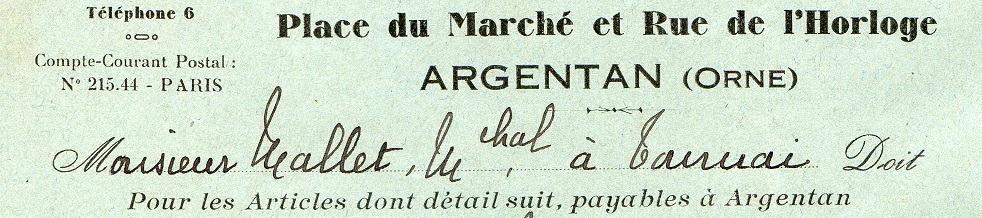 Téléphone 6
Compte-Courant Postal :
N° 215.44 - PARIS
Place du Marché et Rue de l'Horloge
ARGENTAN (ORNE)
Monsieur Mallet, Mchal, à Tournai Doit
Pour les Articles dont détail suit, payables à Argentan